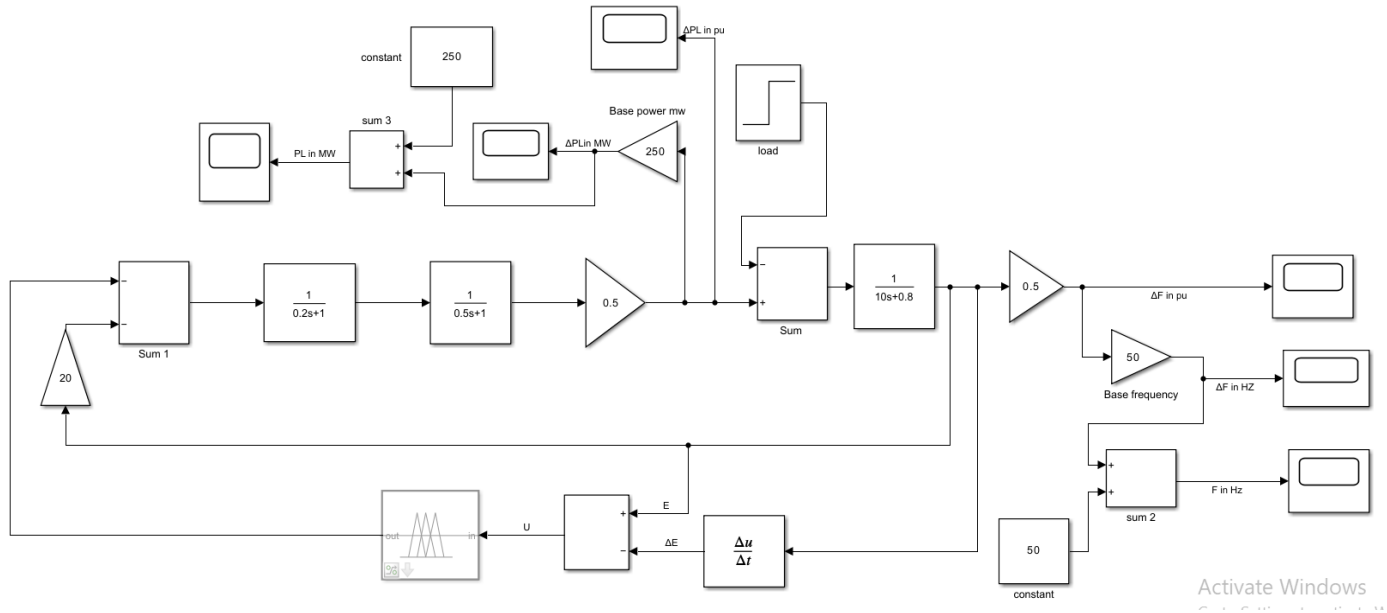 ΔPL in pu
constant
250
Base power mw
sum 3
load
PL in MW
ΔPLin MW
250
+
+
−
−
Sum 1
1
0.2s+1
1
0.5s+1
0.5
−
+
Sum
1
10s+0.8
0.5
ΔF in pu
50
Base frequency
ΔF in HZ
20
+
+
sum 2
F in Hz
out
in
U
+
−
E
ΔE
Δu
Δt
50
constant
Activate Windows